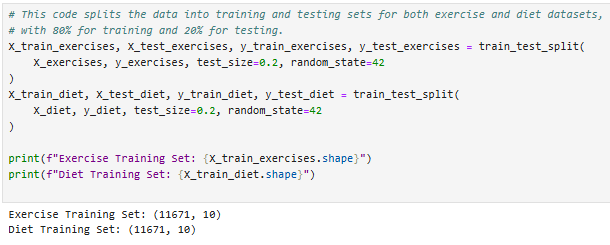 # This code splits the data into training and testing sets for both exercise and diet datasets,
# with 80% for training and 20% for testing.
X_train_exercises, X_test_exercises, y_train_exercises, y_test_exercises = train_test_split(
    X_exercises, y_exercises, test_size=0.2, random_state=42
)
X_train_diet, X_test_diet, y_train_diet, y_test_diet = train_test_split(
    X_diet, y_diet, test_size=0.2, random_state=42
)
print(f"Exercise Training Set: {X_train_exercises.shape}")
print(f"Diet Training Set: {X_train_diet.shape}")
Exercise Training Set: (11671, 10)
Diet Training Set: (11671, 10)